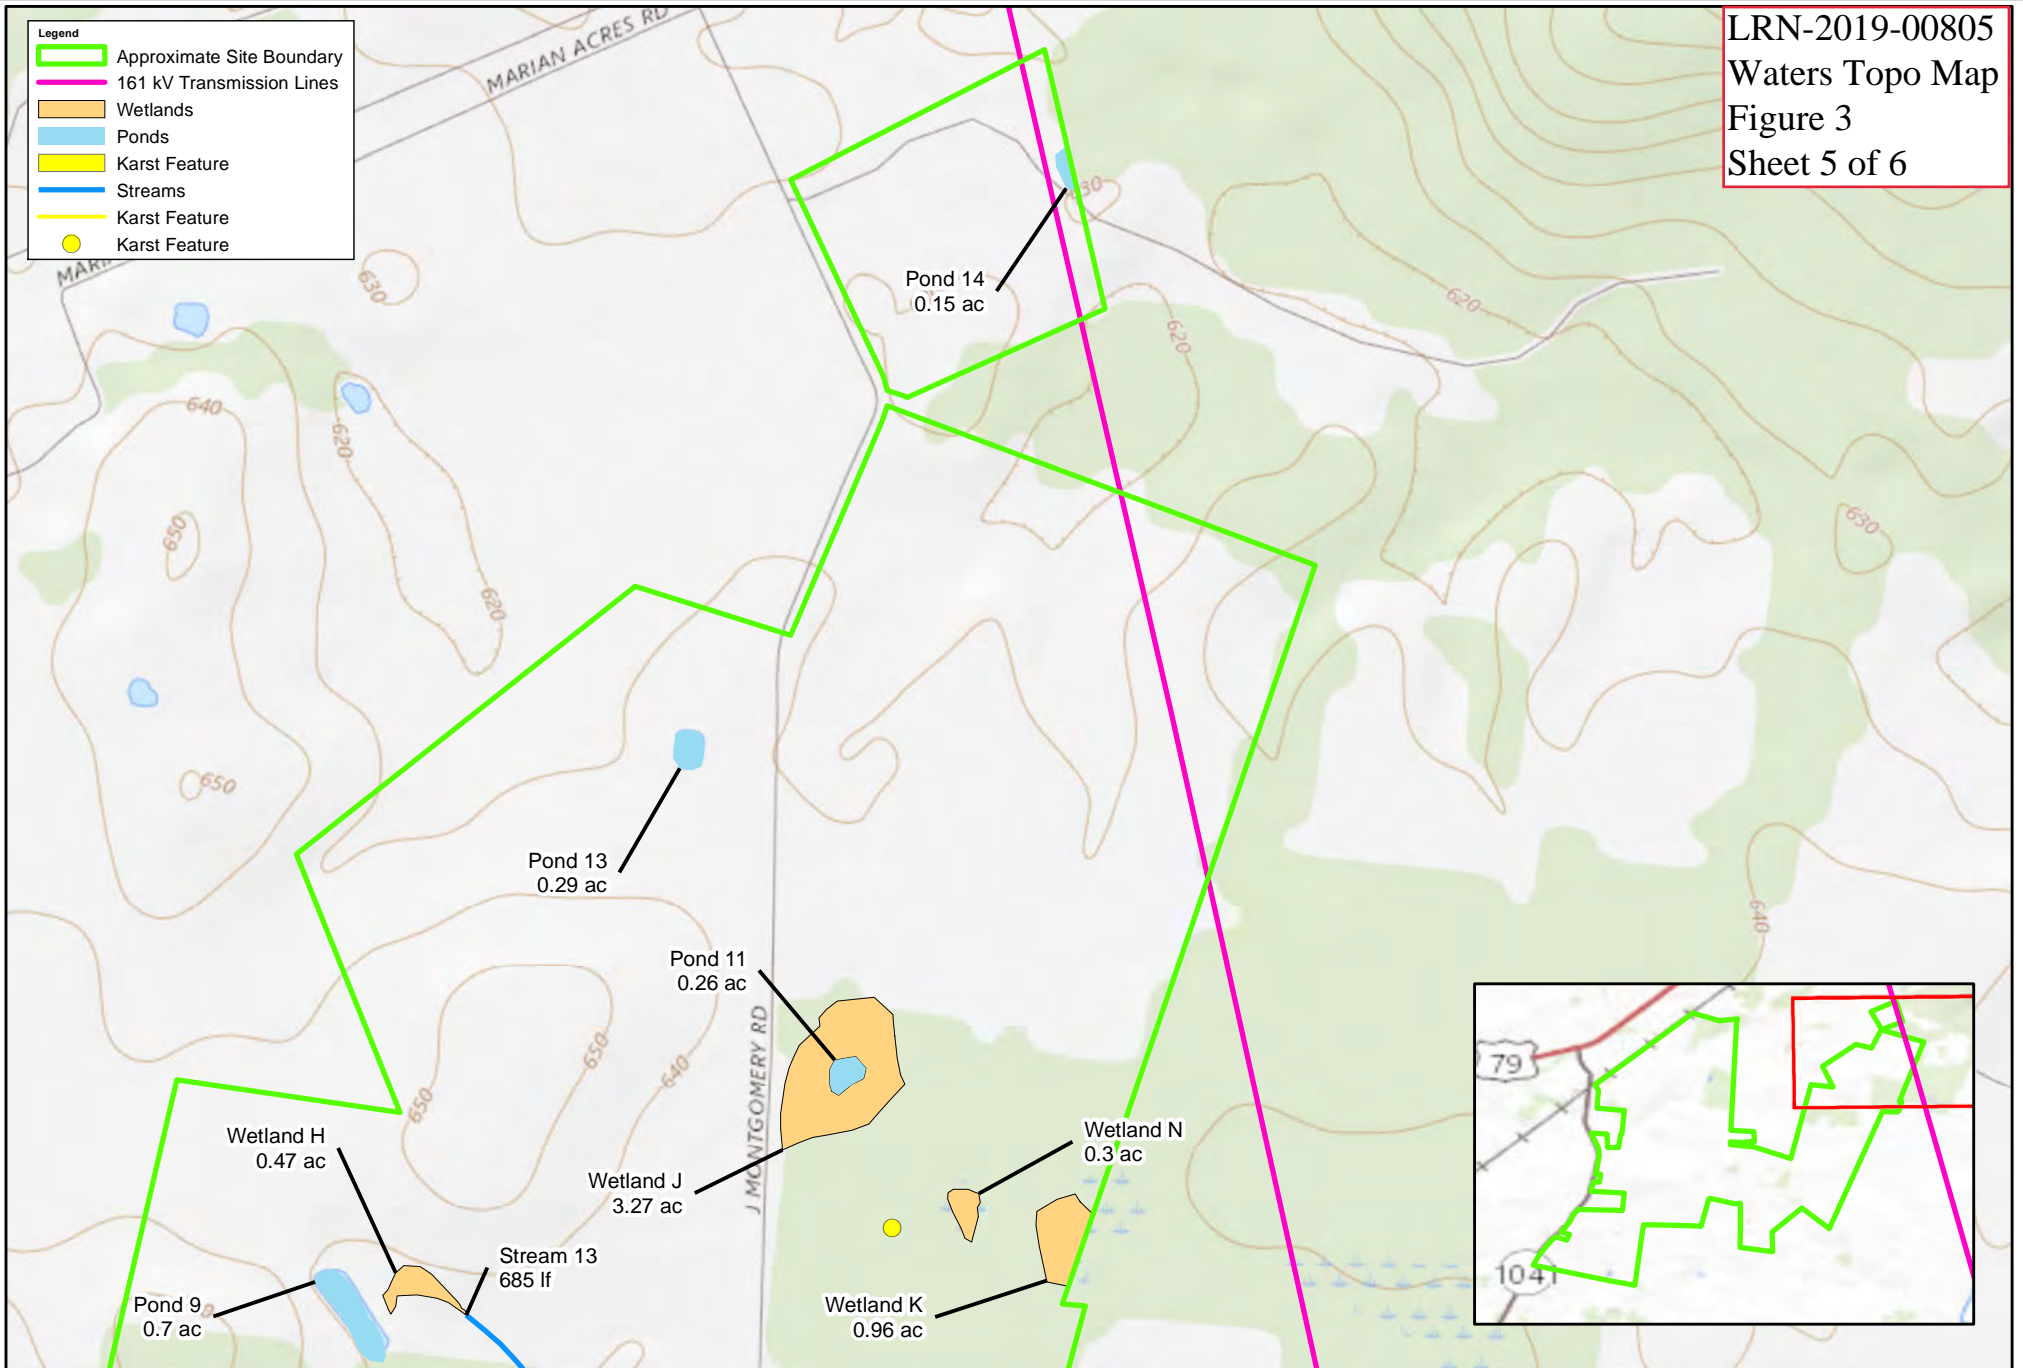 Legend
Approximate Site Boundary
161 kV Transmission Lines
Wetlands
Ponds
Karst Feature
Streams
Karst Feature
Karst Feature
LRN-2019-00805
Waters Topo Map
Figure 3
Sheet 5 of 6
MARIAN ACRES RD
630
630
Pond 14
0.15 ac
620
620
640
620
650
630
620
650
Pond 13
0.29 ac
640
Pond 11
0.26 ac
650
640
650
J MONTGOMERY RD
Wetland H
0.47 ac
Wetland N
0.3 ac
Wetland J
3.27 ac
Stream 13
685 lf
Pond 9
0.7 ac
Wetland K
0.96 ac
79
1041